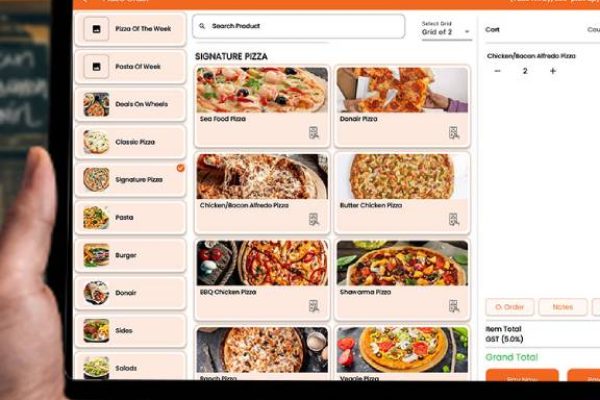 Pizza Of The Week
Pasta Of Week
Deals On Wheels
Classic Pizza
Signature Pizza
Pasta
Burger
Donair
Sides
Salads
Search Product
Select Grid
Grid of 2
SIGNATURE PIZZA
Sea Food Pizza
Donair Pizza
Chicken/Bacon Alfredo Pizza
Butter Chicken Pizza
BBQ Chicken Pizza
Shawarma Pizza
Ranch Pizza
Veggie Pizza
Cart
Cou
Chicken/Bacon Alfredo Pizza
− 2 +
Order
Notes
Item Total
GST (5.0%)
Grand Total
Pay Now